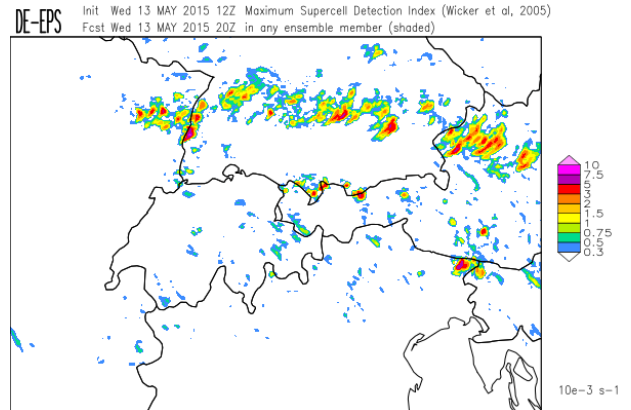 DE-EPS
Init Wed 13 MAY 2015 12Z Maximum Supercell Detection Index (Wicker et al, 2005)
Fcst Wed 13 MAY 2015 20Z in any ensemble member (shaded)
10
7.5
5
2
1.5
1
0.75
0.5
0.3
10e-3 s-1